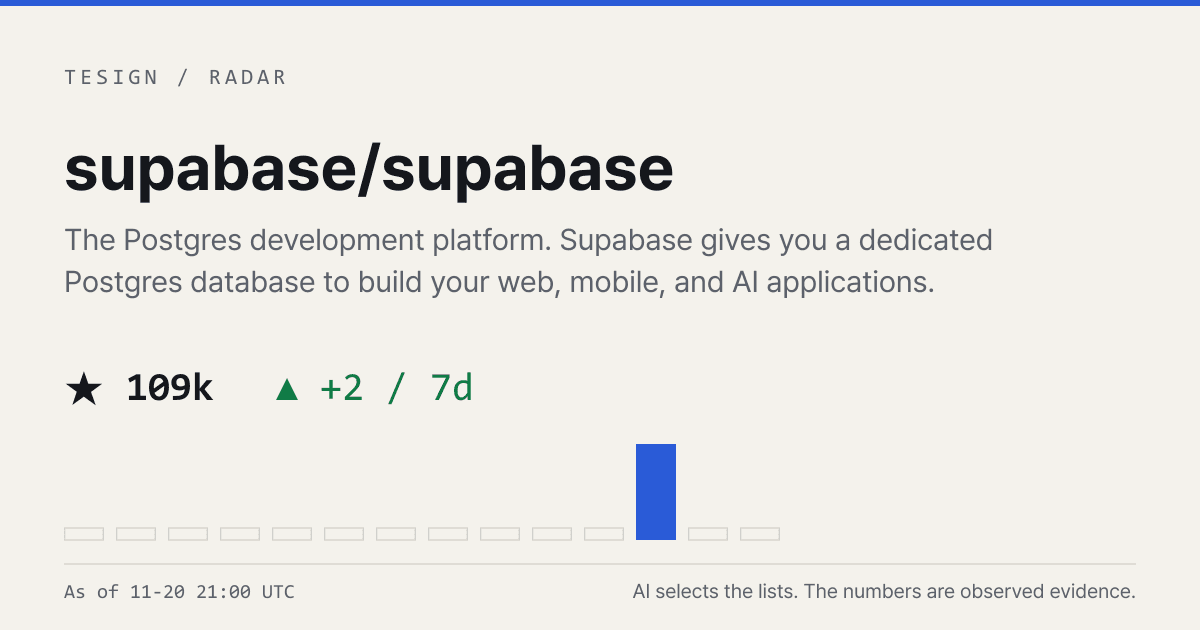 TESIGN / RADAR
supabase/supabase
The Postgres development platform. Supabase gives you a dedicated
Postgres database to build your web, mobile, and AI applications.
★ 109k ▲ +2 / 7d
As of 11-20 21:00 UTC
AI selects the lists. The numbers are observed evidence.